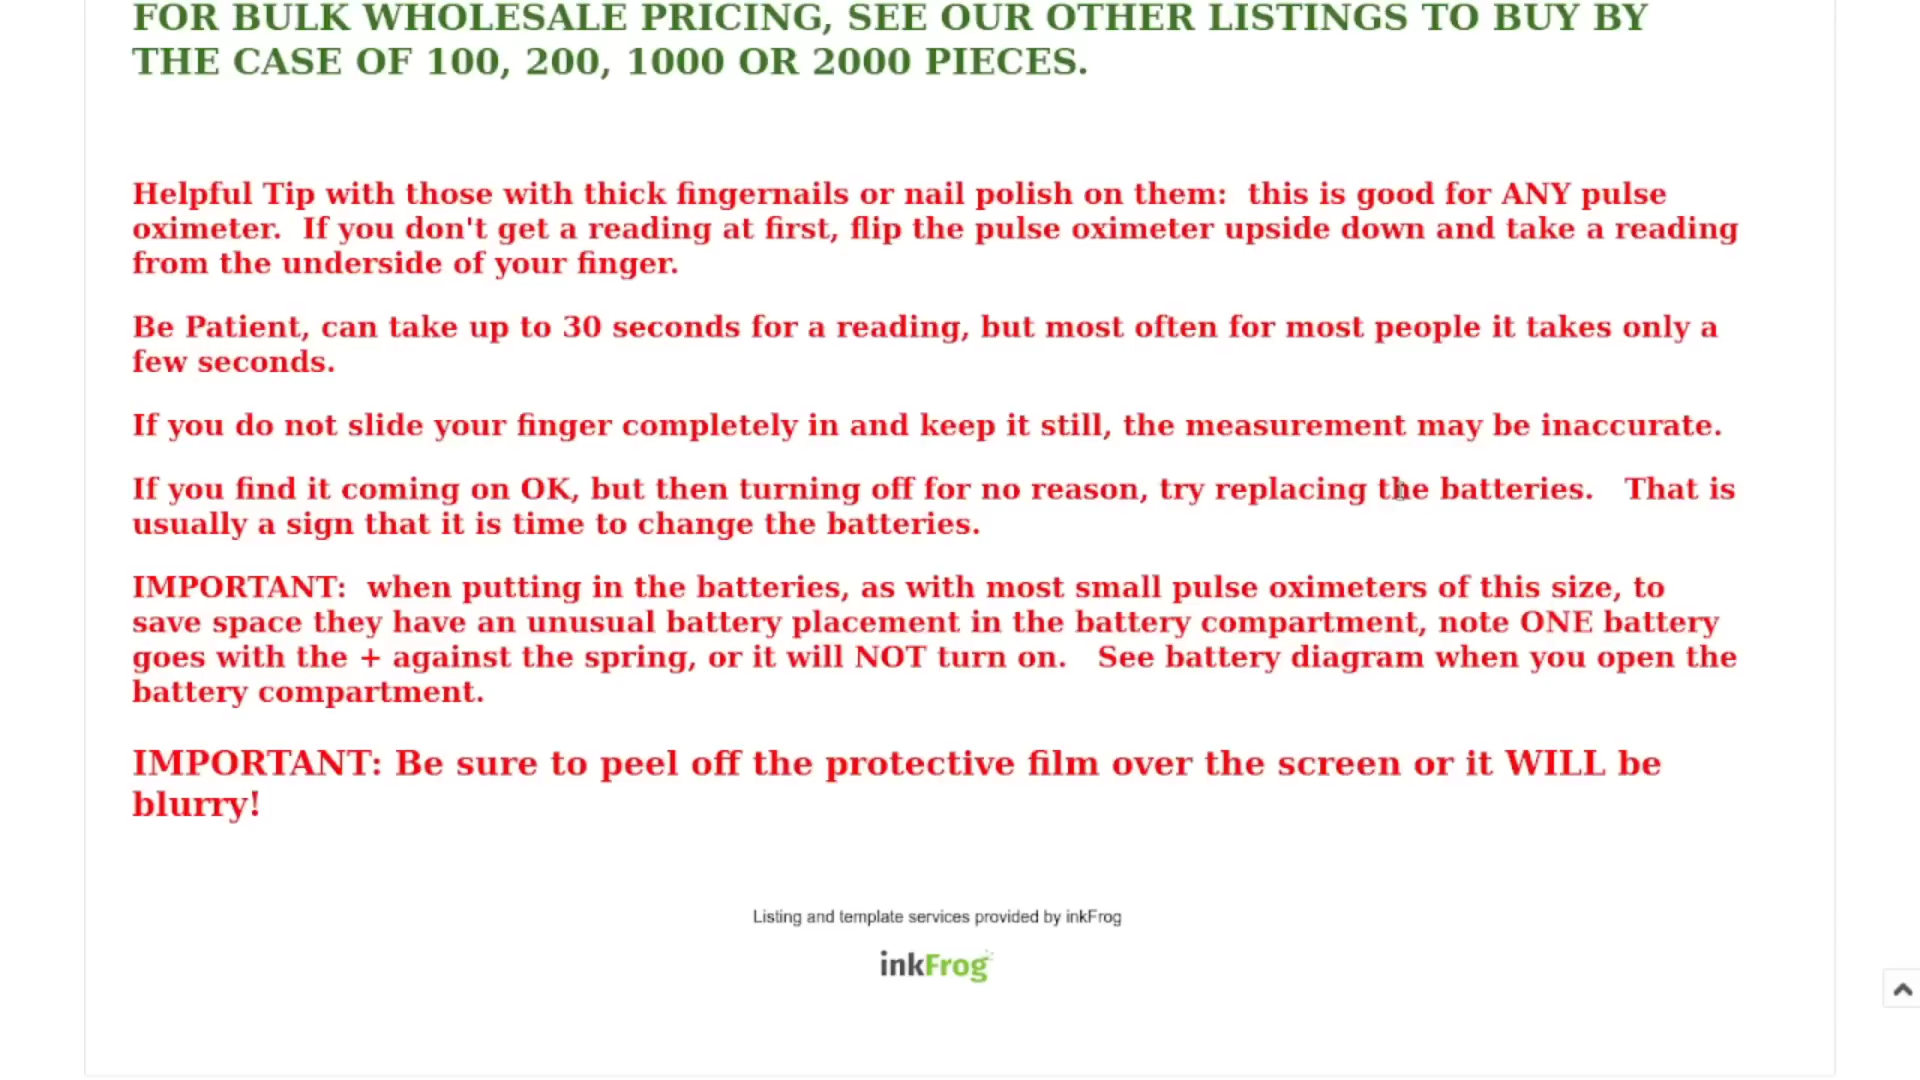 FOR BULK WHOLESALE PRICING, SEE OUR OTHER LISTINGS TO BUY BY
THE CASE OF 100, 200, 1000 OR 2000 PIECES.
Helpful Tip with those with thick fingernails or nail polish on them:  this is good for ANY pulse
oximeter.  If you don't get a reading at first, flip the pulse oximeter upside down and take a reading
from the underside of your finger.
Be Patient, can take up to 30 seconds for a reading, but most often for most people it takes only a
few seconds.
If you do not slide your finger completely in and keep it still, the measurement may be inaccurate.
If you find it coming on OK, but then turning off for no reason, try replacing the batteries.   That is
usually a sign that it is time to change the batteries.
IMPORTANT:  when putting in the batteries, as with most small pulse oximeters of this size, to
save space they have an unusual battery placement in the battery compartment, note ONE battery
goes with the + against the spring, or it will NOT turn on.   See battery diagram when you open the
battery compartment.
IMPORTANT: Be sure to peel off the protective film over the screen or it WILL be
blurry!
Listing and template services provided by inkFrog
inkFrog